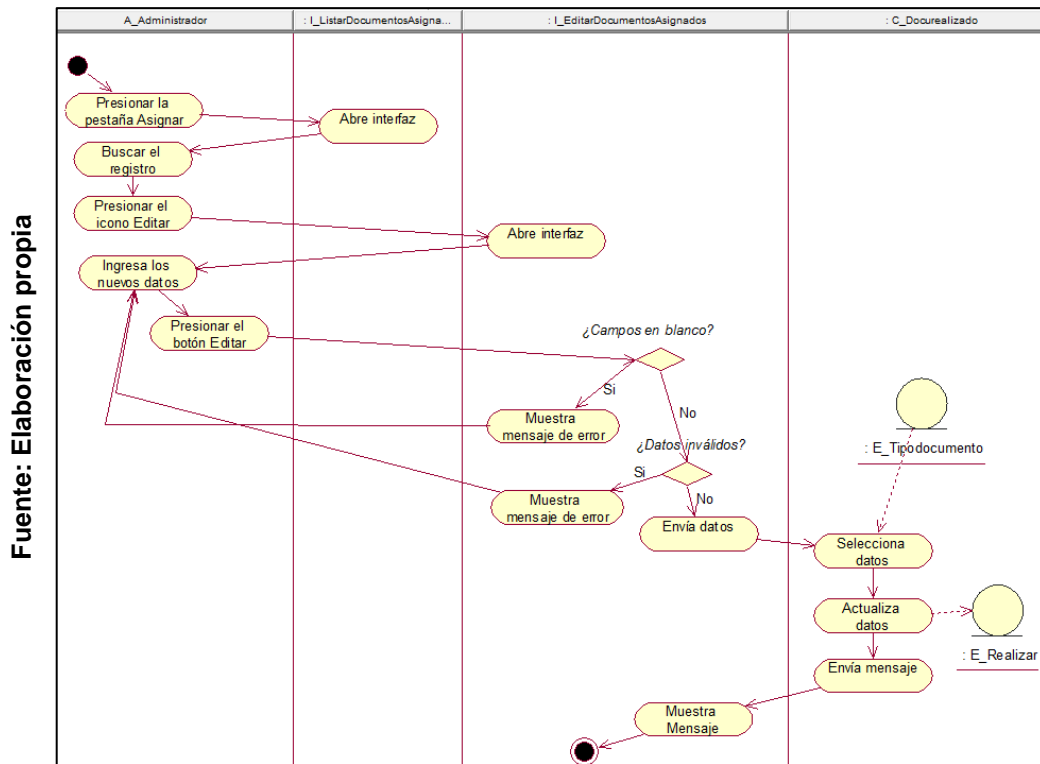 A_Administrador
: I_ListarDocumentosAsigna...
: I_EditarDocumentosAsignados
: C_Docurealizado
Presionar la
pestaña Asignar
Abre interfaz
Buscar el
registro
Presionar el
icono Editar
Abre interfaz
Ingresa los
nuevos datos
Presionar el
botón Editar
¿Campos en blanco?
Si
No
Muestra
mensaje de error
¿Datos inválidos?
: E_Tipodocumento
Si
No
Muestra
mensaje de error
Envía datos
Selecciona
datos
Actualiza
datos
: E_Realizar
Envía mensaje
Muestra
Mensaje
Fuente: Elaboración propia